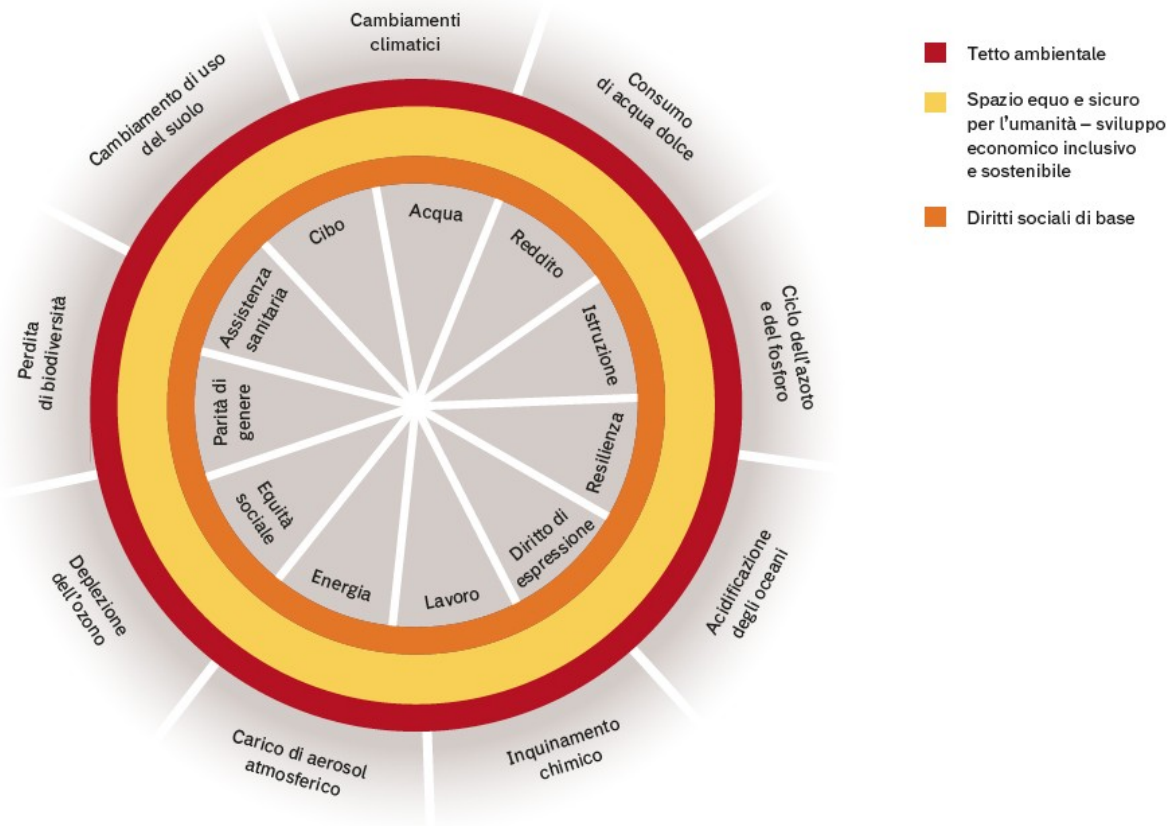 Cambiamenti
climatici
Consumo
di acqua dolce
Ciclo dell'azoto
e del fosforo
Acidificazione
degli oceani
Inquinamento
chimico
Carico di aerosol
atmosferico
Deplezione
dell'ozono
Perdita
di biodiversità
Cambiamento di uso
del suolo
Acqua
Reddito
Istruzione
Resilienza
Diritto di
espressione
Lavoro
Energia
Equità
sociale
Parità di
genere
Assistenza
sanitaria
Cibo
Tetto ambientale
Spazio equo e sicuro
per l'umanità – sviluppo
economico inclusivo
e sostenibile
Diritti sociali di base